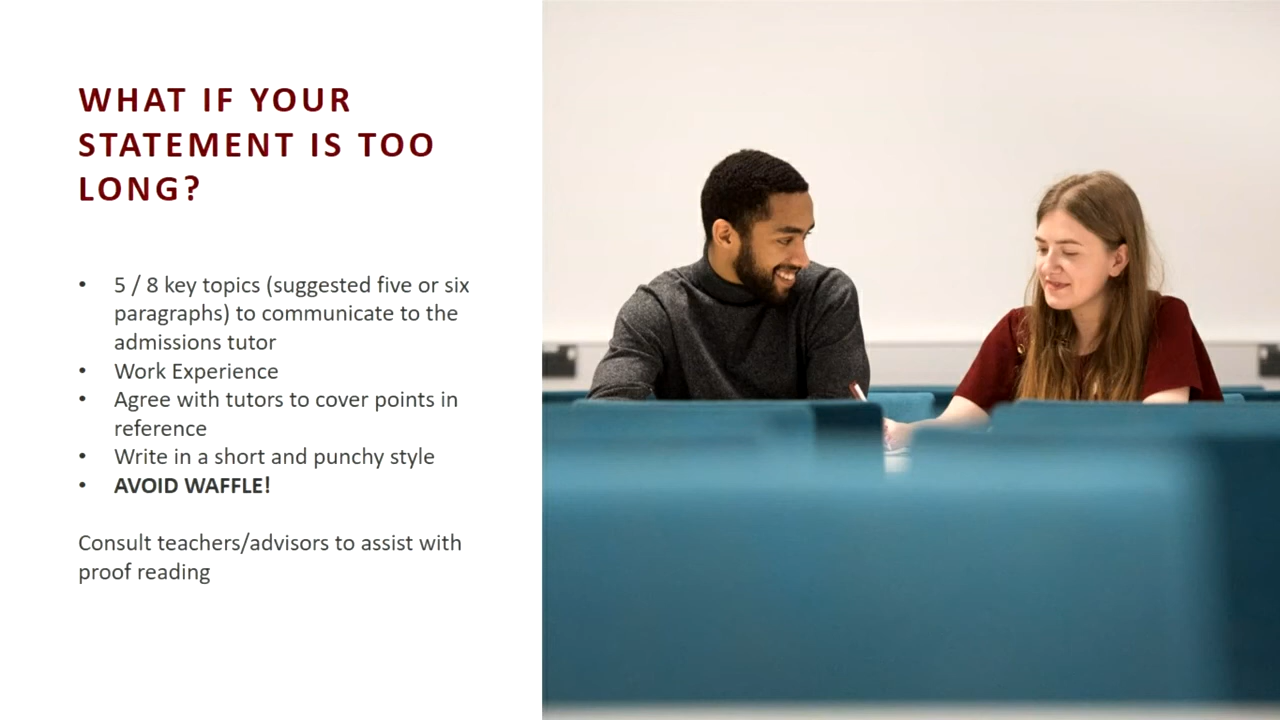 WHAT IF YOUR
STATEMENT IS TOO
LONG?
• 5 / 8 key topics (suggested five or six
paragraphs) to communicate to the
admissions tutor
• Work Experience
• Agree with tutors to cover points in
reference
• Write in a short and punchy style
• AVOID WAFFLE!
Consult teachers/advisors to assist with
proof reading